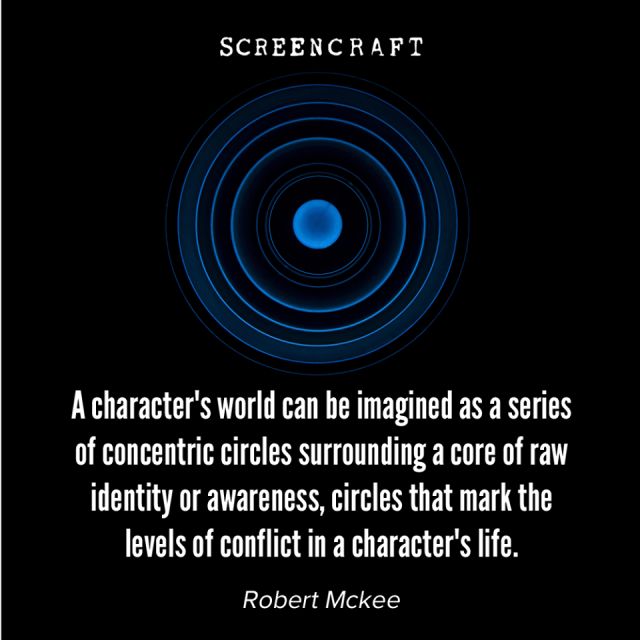 SCREENCRAFT
A character's world can be imagined as a series
of concentric circles surrounding a core of raw
identity or awareness, circles that mark the
levels of conflict in a character's life.
Robert Mckee